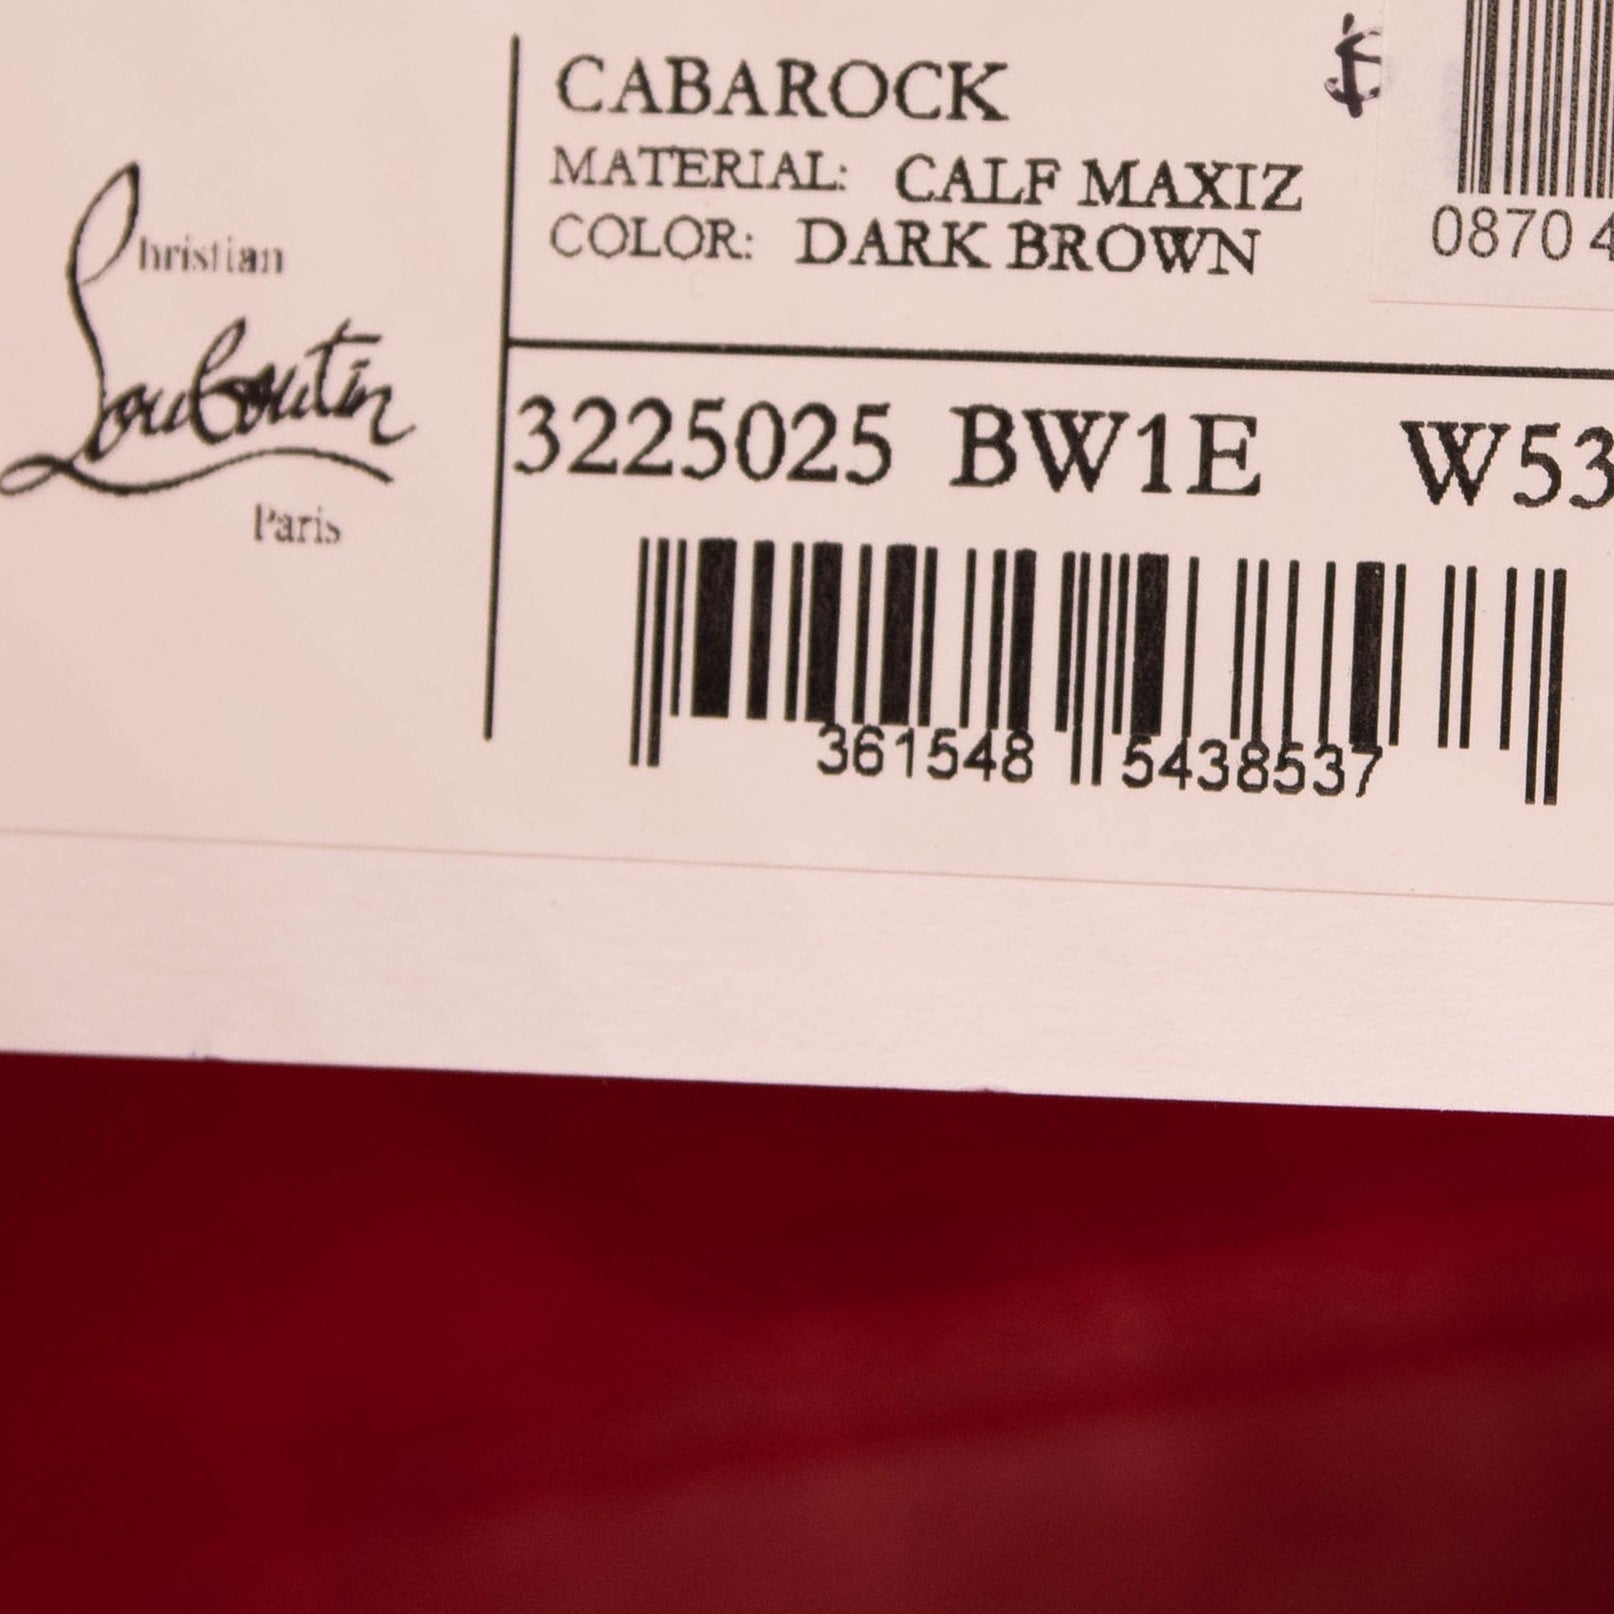 Christian
Louboutin
Paris
CABAROCK
MATERIAL: CALF MAXIZ
COLOR: DARK BROWN
3225025 BW1E W53
361548 5438537
0870 4